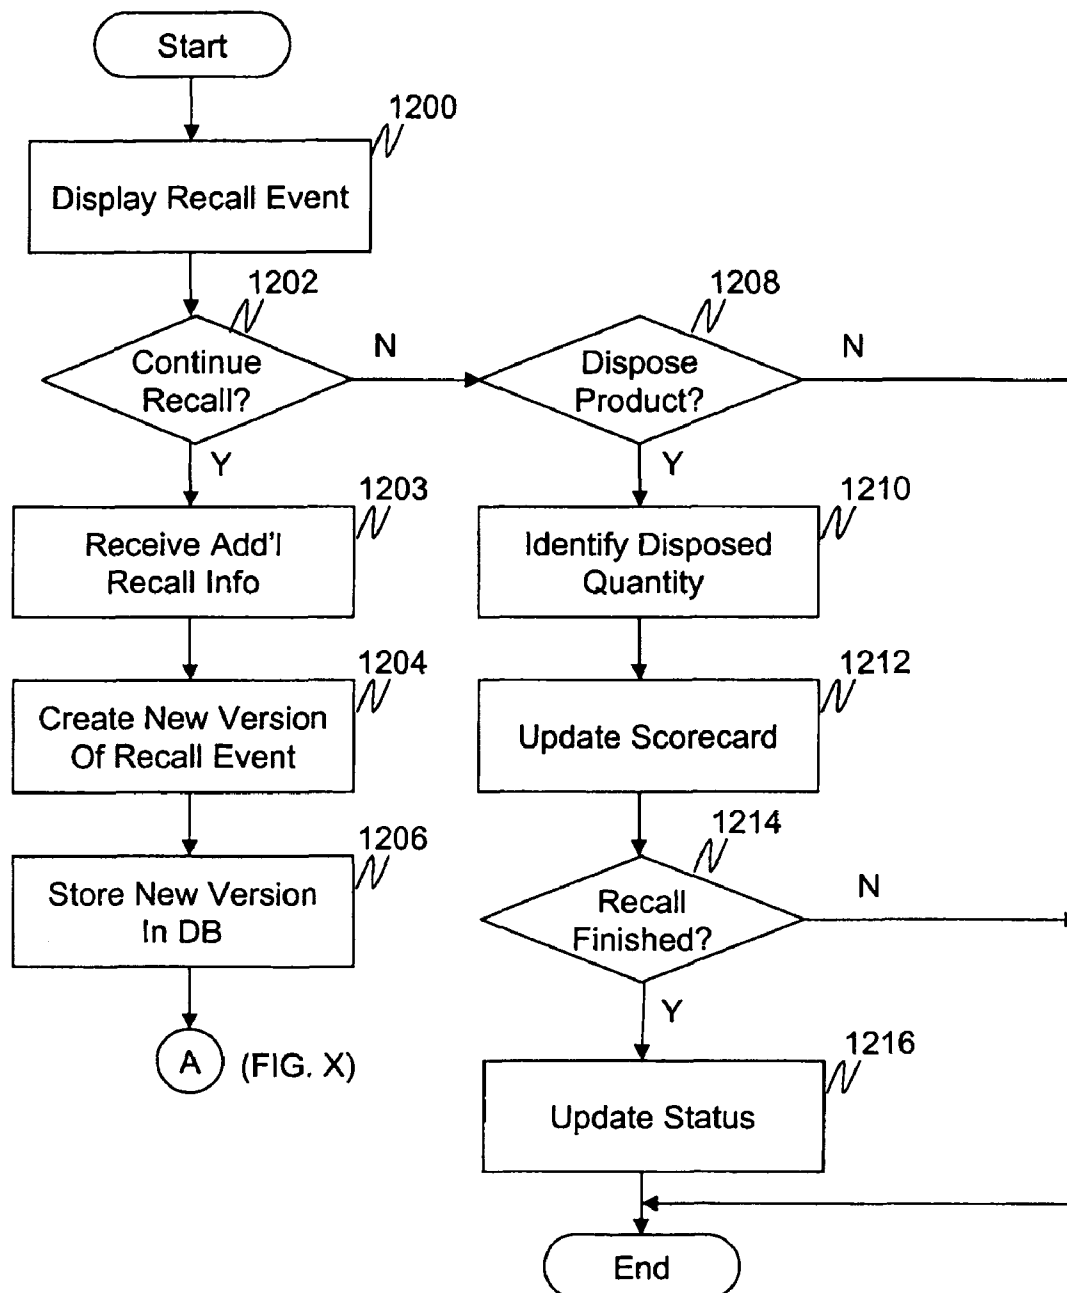 Start
1200
Display Recall Event
1202
Continue
Recall?
N
Y
1208
Dispose
Product?
N
Y
1203
Receive Add'l
Recall Info
1210
Identify Disposed
Quantity
1204
Create New Version
Of Recall Event
1212
Update Scorecard
1206
Store New Version
In DB
1214
Recall
Finished?
N
Y
A (FIG. X)
1216
Update Status
End